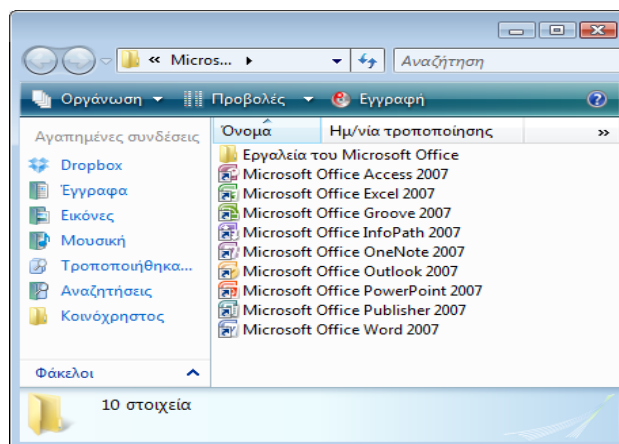 « Micros...
Αναζήτηση
Οργάνωση Προβολές Εγγραφή
Αγαπημένες συνδέσεις
Dropbox
Έγγραφα
Εικόνες
Μουσική
Τροποποιήθηκα...
Αναζητήσεις
Κοινόχρηστος
Φάκελοι
Όνομα Ημ/νία τροποποίησης »
Εργαλεία του Microsoft Office
Microsoft Office Access 2007
Microsoft Office Excel 2007
Microsoft Office Groove 2007
Microsoft Office InfoPath 2007
Microsoft Office OneNote 2007
Microsoft Office Outlook 2007
Microsoft Office PowerPoint 2007
Microsoft Office Publisher 2007
Microsoft Office Word 2007
10 στοιχεία